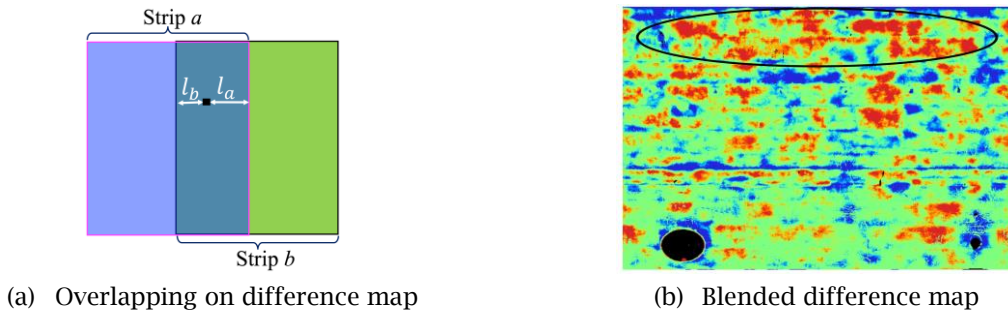 Strip a
l_b
l_a
Strip b
(a) Overlapping on difference map
(b) Blended difference map